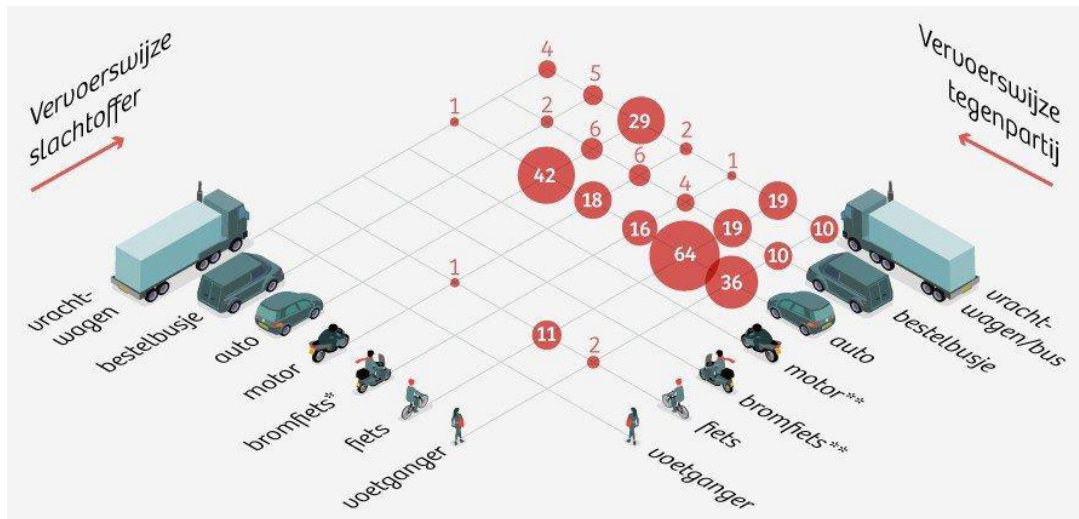 Vervoerswijze
slachtoffer
Vervoerswijze
tegenpartij
4
5
1
2
29
2
6
6
1
42
18
4
19
16
19
10
64
10
36
1
11
2
vracht-
wagen
bestelbusje
auto
motor
bromfiets*
fiets
voetganger
vracht-
wagen/bus
bestelbusje
auto
motor**
bromfiets**
fiets
voetganger